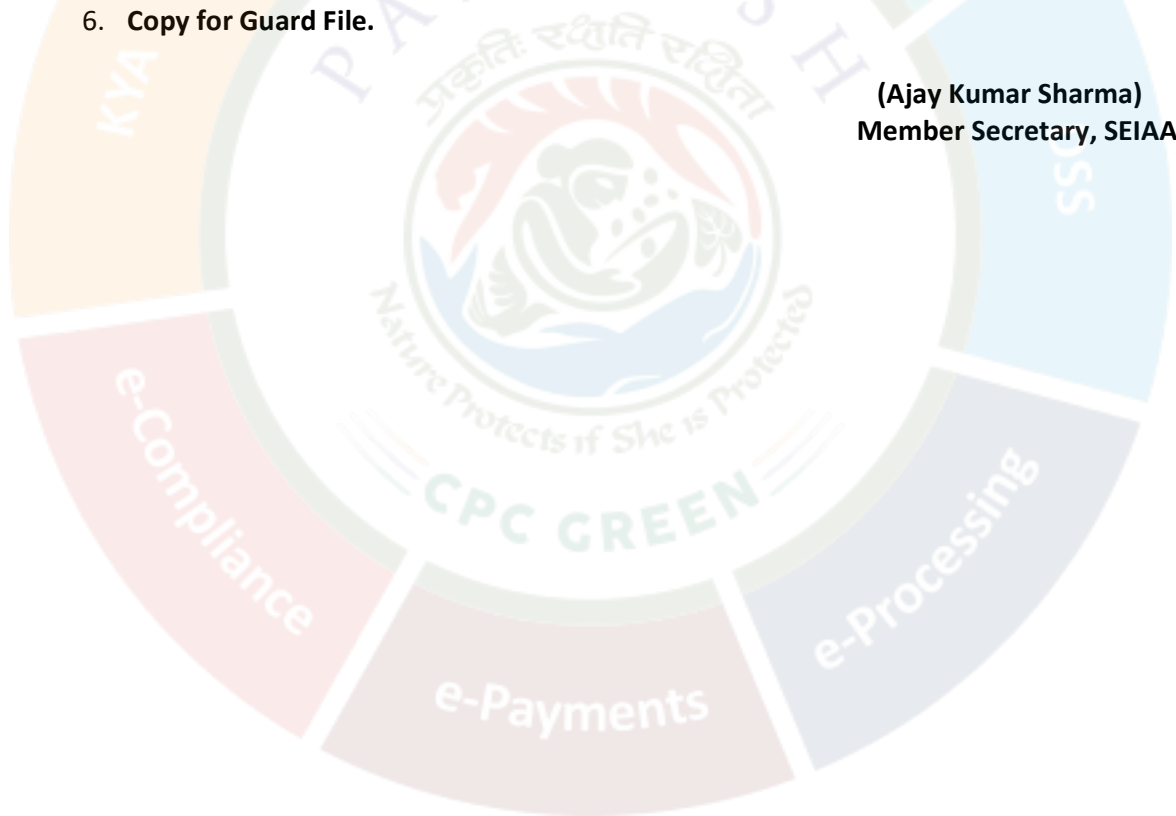 6. Copy for Guard File.
(Ajay Kumar Sharma)
Member Secretary, SEIAA
KYA
SSC
प्रकृतिः रक्षति रक्षिता
Nature Protects if She is Protected
CPC GREEN
e-Compliance
e-Payments
e-Processing